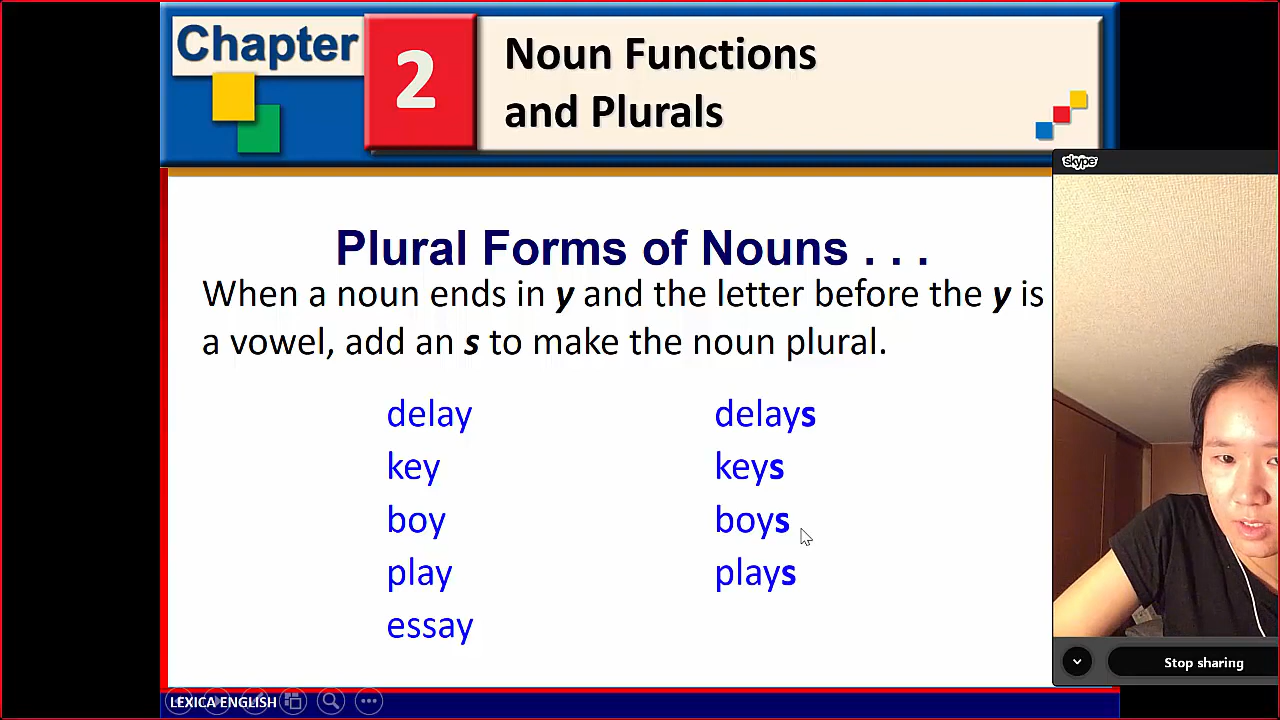 Chapter
2
Noun Functions
and Plurals
skype
Plural Forms of Nouns . . .
When a noun ends in y and the letter before the y is
a vowel, add an s to make the noun plural.
delay delays
key keys
boy boys
play plays
essay
Stop sharing
LEXICA ENGLISH